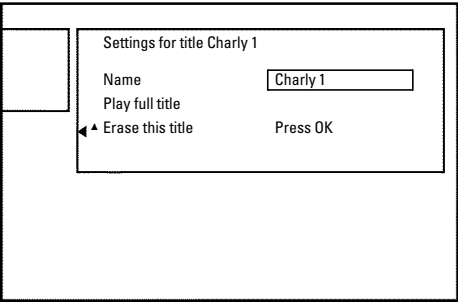 Settings for title Charly 1
Name Charly 1
Play full title
Erase this title Press OK